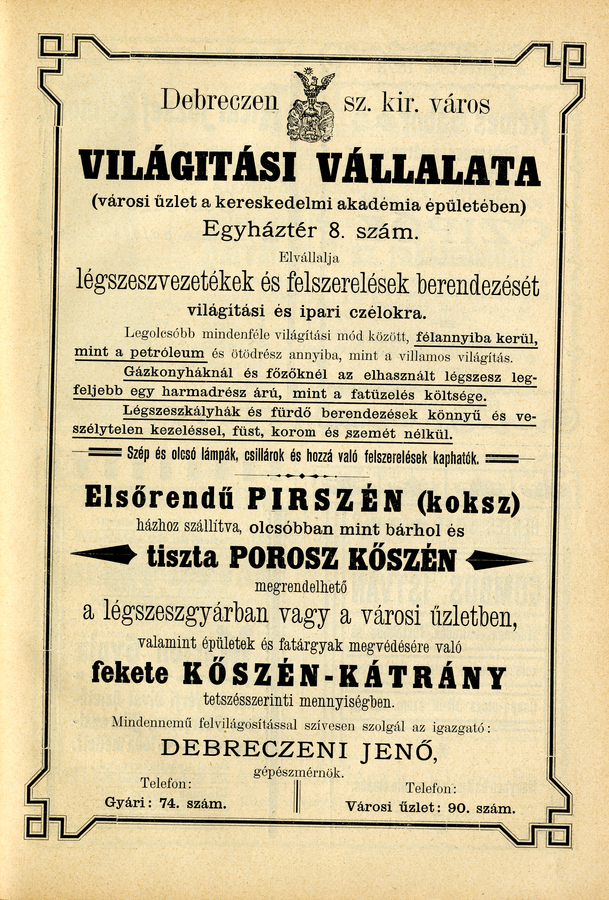 Debreczen sz. kir. város
VILÁGITÁSI VÁLLALATA
(városi üzlet a kereskedelmi akadémia épületében)
Egyháztér 8. szám.
Elvállalja
légszeszvezetékek és felszerelések berendezését
világitási és ipari czélokra.
Legolcsóbb mindenféle világítási mód között, félannyiba kerül,
mint a petróleum és ötödrész annyiba, mint a villamos világítás.
Gázkonyháknál és főzőknél az elhasznált légszesz leg-
feljebb egy harmadrész árú, mint a fatüzelés költsége.
Légszeszkályhák és fürdő berendezések könnyű és ve-
szélytelen kezeléssel, füst, korom és szemét nélkül.
Szép és olcsó lámpák, csillárok és hozzá való felszerelések kaphatók.
Elsőrendű PIRSZÉN (koksz)
házhoz szállítva, olcsóbban mint bárhol és
tiszta POROSZ KŐSZÉN
megrendelhető
a légszeszgyárban vagy a városi űzletben,
valamint épületek és fatárgyak megvédésére való
fekete KŐSZÉN-KÁTRÁNY
tetszésszerinti mennyiségben.
Mindennemű felvilágosítással szívesen szolgál az igazgató:
DEBRECZENI JENŐ,
gépészmérnök.
Telefon:
Gyári: 74. szám.
Telefon:
Városi üzlet: 90. szám.